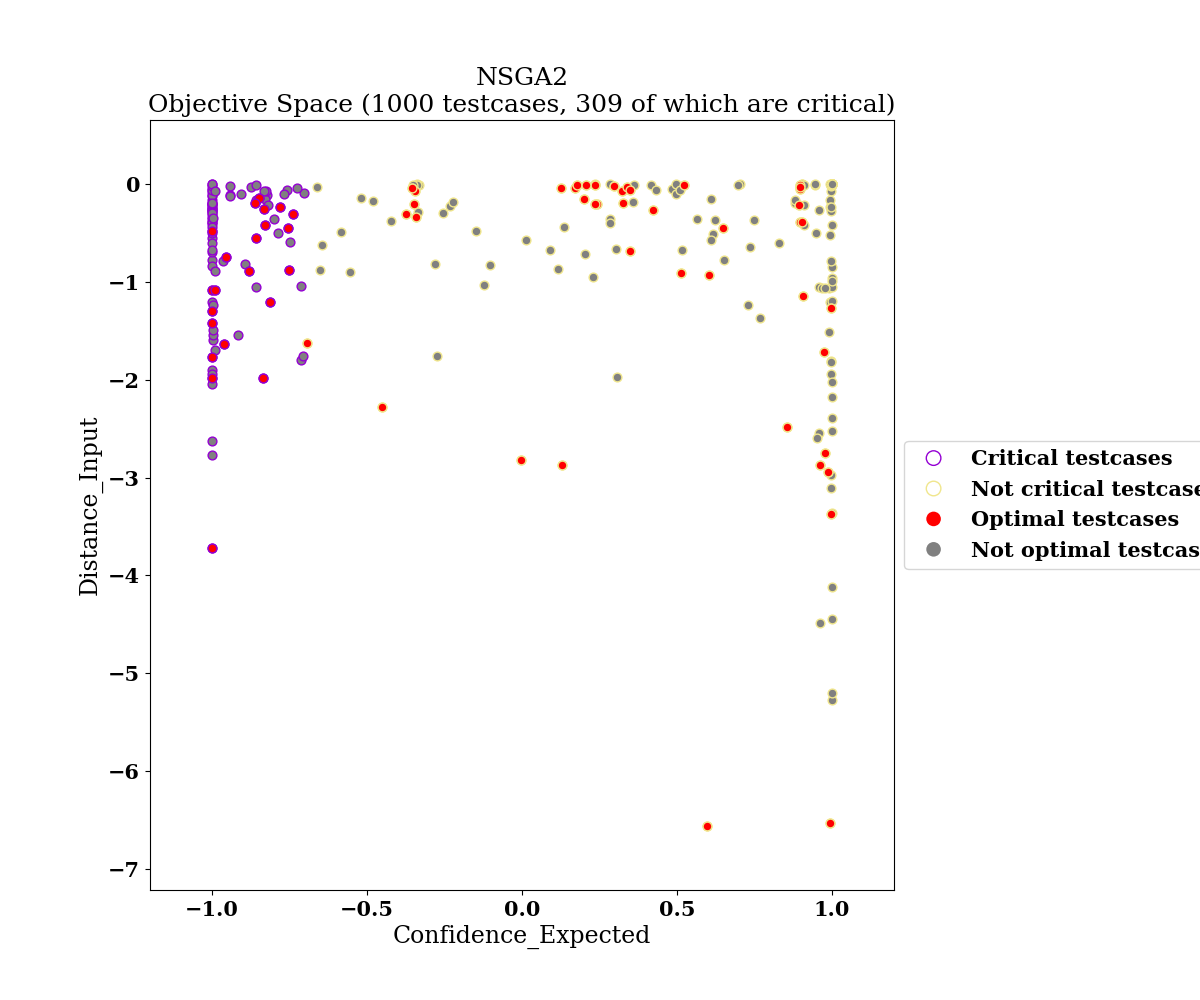 NSGA2
Objective Space (1000 testcases, 309 of which are critical)
0
−1
−2
−3
−4
−5
−6
−7
Distance_Input
−1.0
−0.5
0.0
0.5
1.0
Confidence_Expected
Critical testcases
Not critical testcase
Optimal testcases
Not optimal testcas